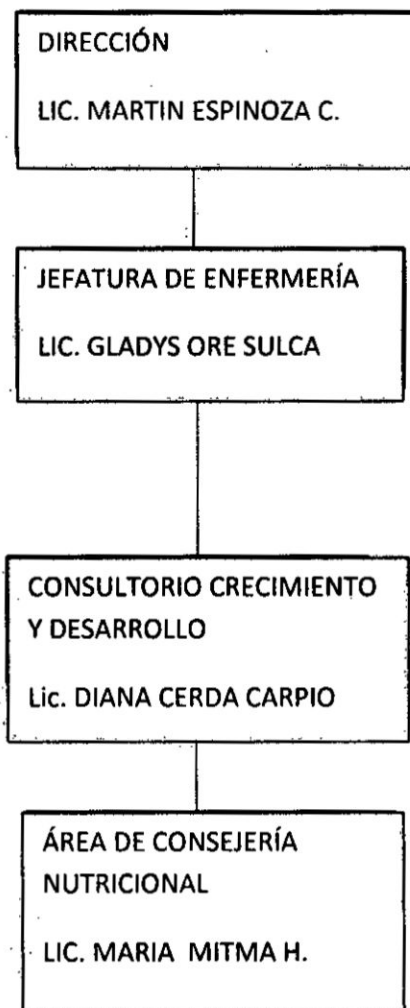 DIRECCIÓN
LIC. MARTIN ESPINOZA C.
JEFATURA DE ENFERMERÍA
LIC. GLADYS ORE SULCA
CONSULTORIO CRECIMIENTO
Y DESARROLLO
Lic. DIANA CERDA CARPIO
ÁREA DE CONSEJERÍA
NUTRICIONAL
LIC. MARIA MITMA H.